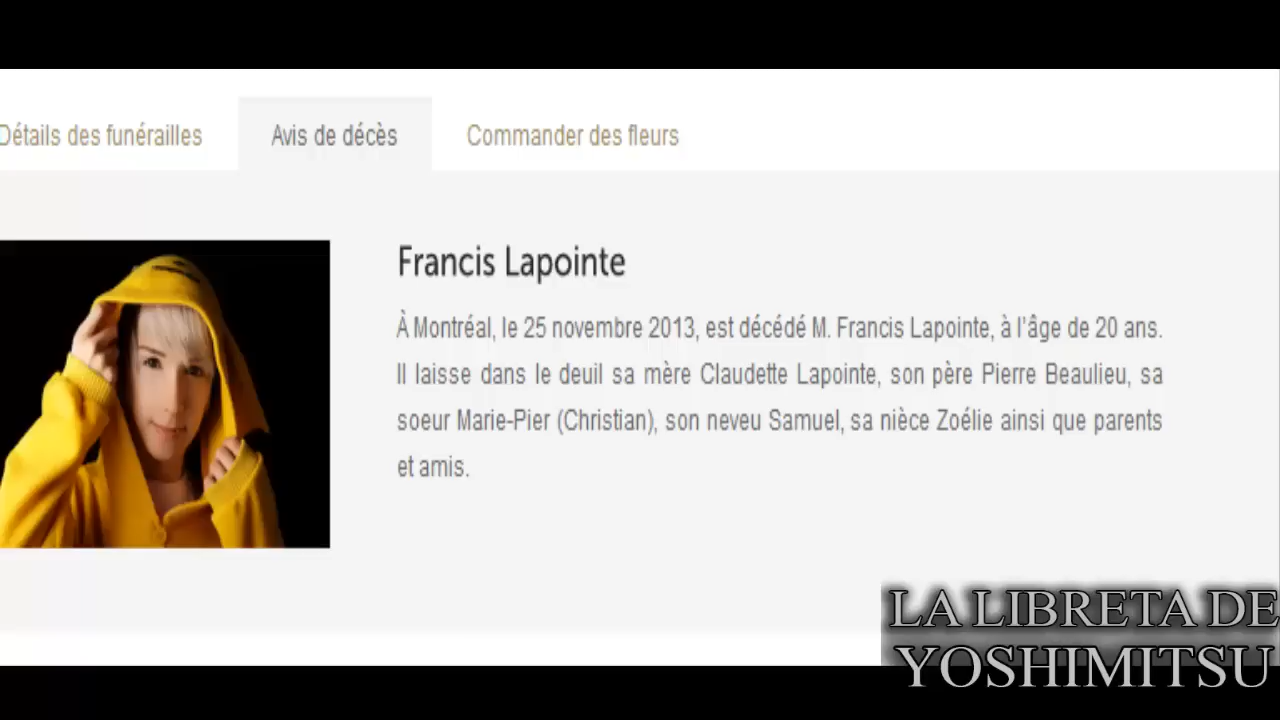 Détails des funérailles Avis de décès Commander des fleurs
Francis Lapointe
À Montréal, le 25 novembre 2013, est décédé M. Francis Lapointe, à l'âge de 20 ans.
Il laisse dans le deuil sa mère Claudette Lapointe, son père Pierre Beaulieu, sa
soeur Marie-Pier (Christian), son neveu Samuel, sa nièce Zoélie ainsi que parents
et amis.
LA LIBRETA DE
YOSHIMITSU